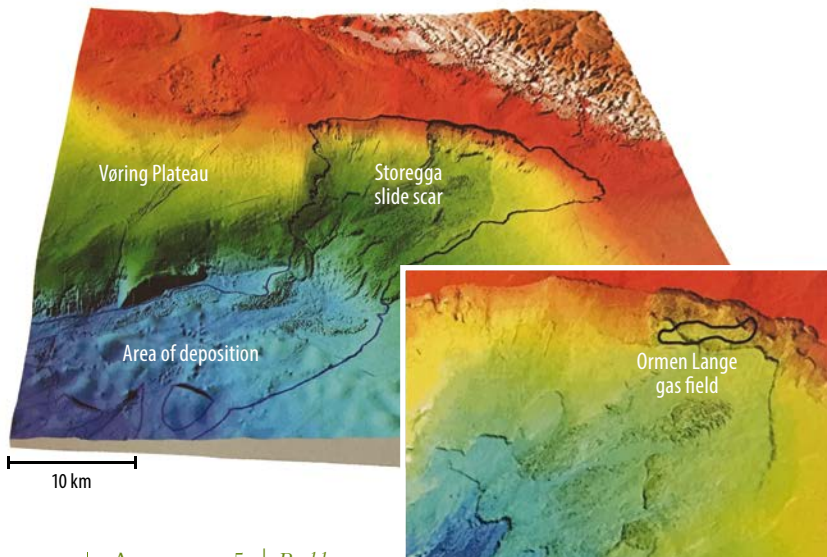 Vøring Plateau
Storegga
slide scar
Area of deposition
Ormen Lange
gas field
10 km